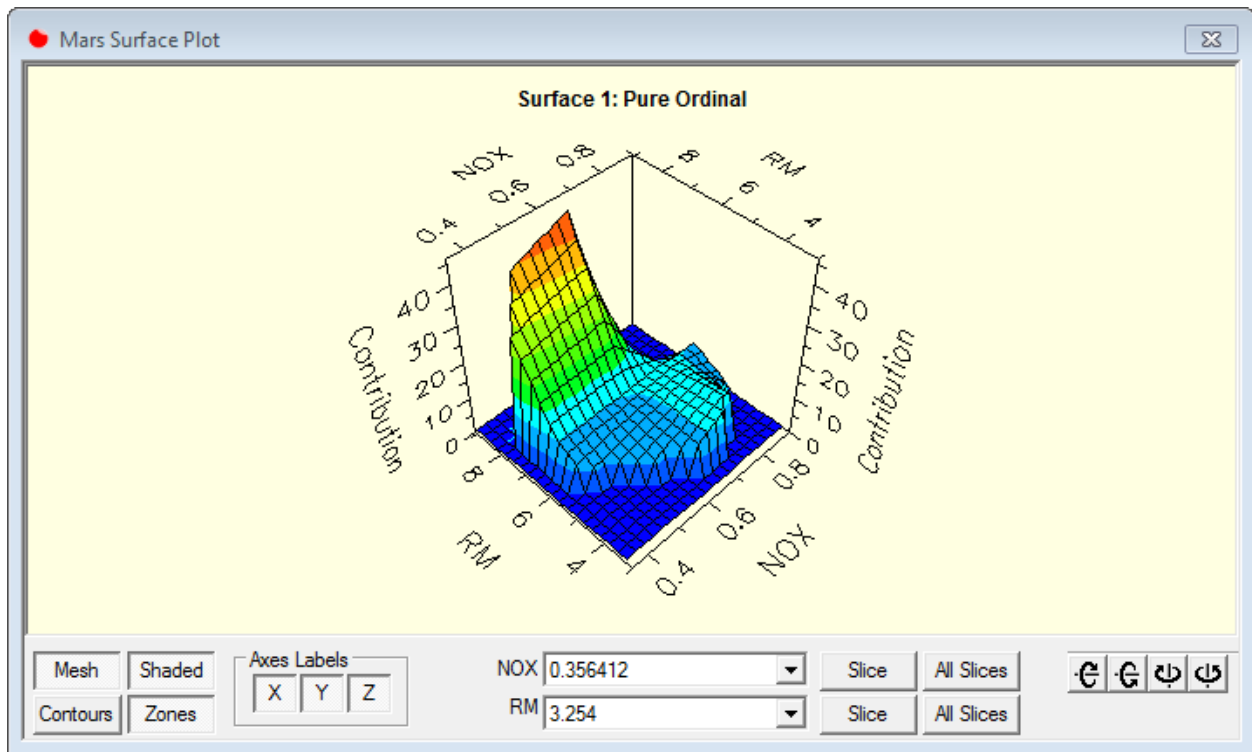 Mars Surface Plot
Surface 1: Pure Ordinal
NOX
0.4 0.6 0.8
RM
8 6 4
Contribution
40
30
20
10
0
Contribution
40
30
20
10
0
RM
8 6 4
NOX
0.4 0.6 0.8
Mesh Shaded
Contours Zones
Axes Labels
X Y Z
NOX 0.356412 Slice All Slices
RM 3.254 Slice All Slices